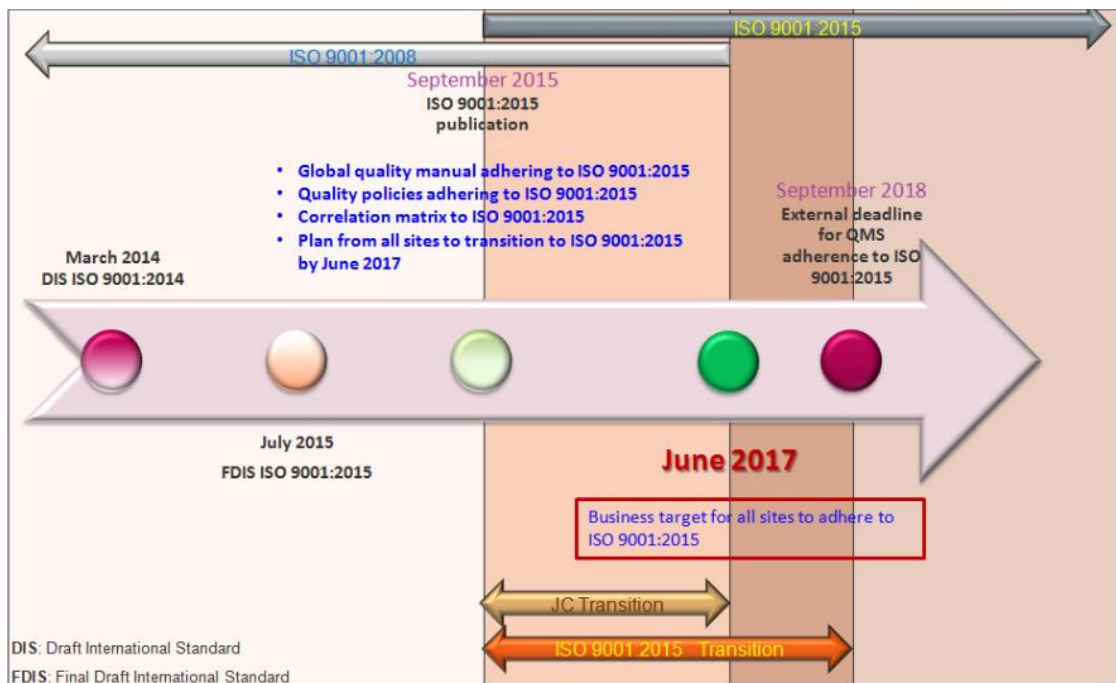 ISO 9001:2015
ISO 9001:2008
September 2015
ISO 9001:2015
publication
• Global quality manual adhering to ISO 9001:2015
• Quality policies adhering to ISO 9001:2015
• Correlation matrix to ISO 9001:2015
• Plan from all sites to transition to ISO 9001:2015
by June 2017
September 2018
External deadline
for QMS
adherence to ISO
9001:2015
March 2014
DIS ISO 9001:2014
July 2015
FDIS ISO 9001:2015
June 2017
Business target for all sites to adhere to
ISO 9001:2015
JC Transition
ISO 9001:2015 Transition
DIS: Draft International Standard
FDIS: Final Draft International Standard